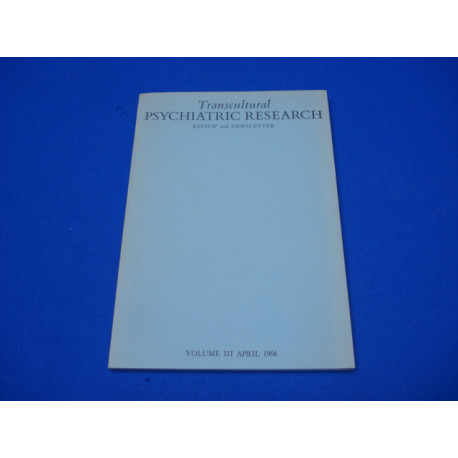 Transcultural
PSYCHIATRIC RESEARCH
REVIEW and NEWSLETTER
VOLUME III APRIL 1966